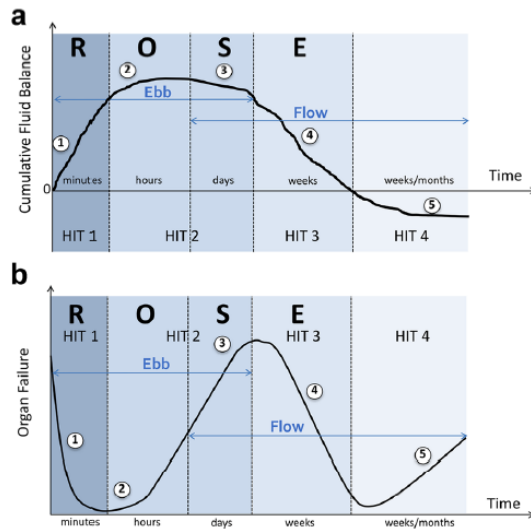 a
R O S E
Cumulative Fluid Balance
2 3
Ebb
Flow
1 4
minutes hours days weeks weeks/months Time
0
5
HIT 1 HIT 2 HIT 3 HIT 4
b
R O S E
HIT 1 HIT 2 HIT 3 HIT 4
Organ Failure
3
Ebb
4
Flow
1 5
2
Time
minutes hours days weeks weeks/months